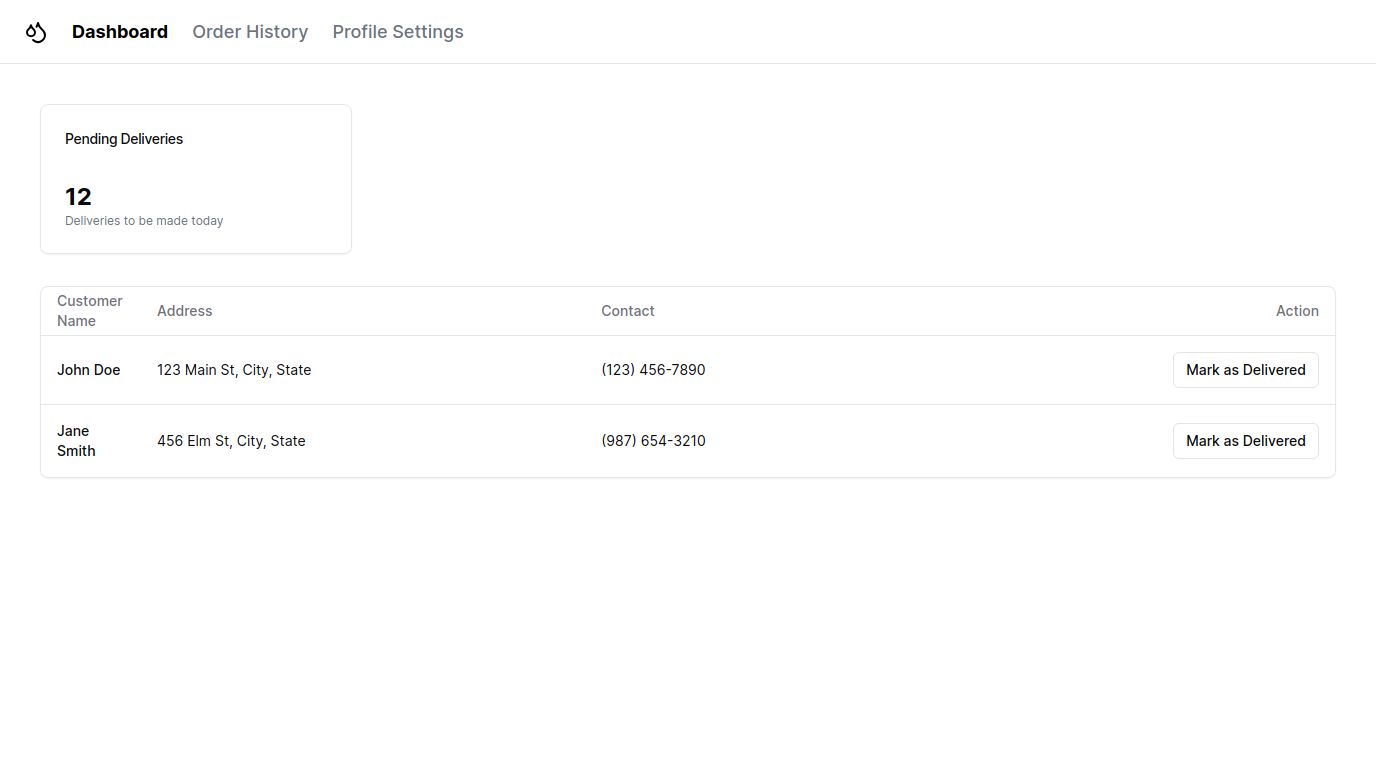 Dashboard Order History Profile Settings
Pending Deliveries
12
Deliveries to be made today
Customer
Name
Address
Contact
Action
John Doe
123 Main St, City, State
(123) 456-7890
Mark as Delivered
Jane
Smith
456 Elm St, City, State
(987) 654-3210
Mark as Delivered